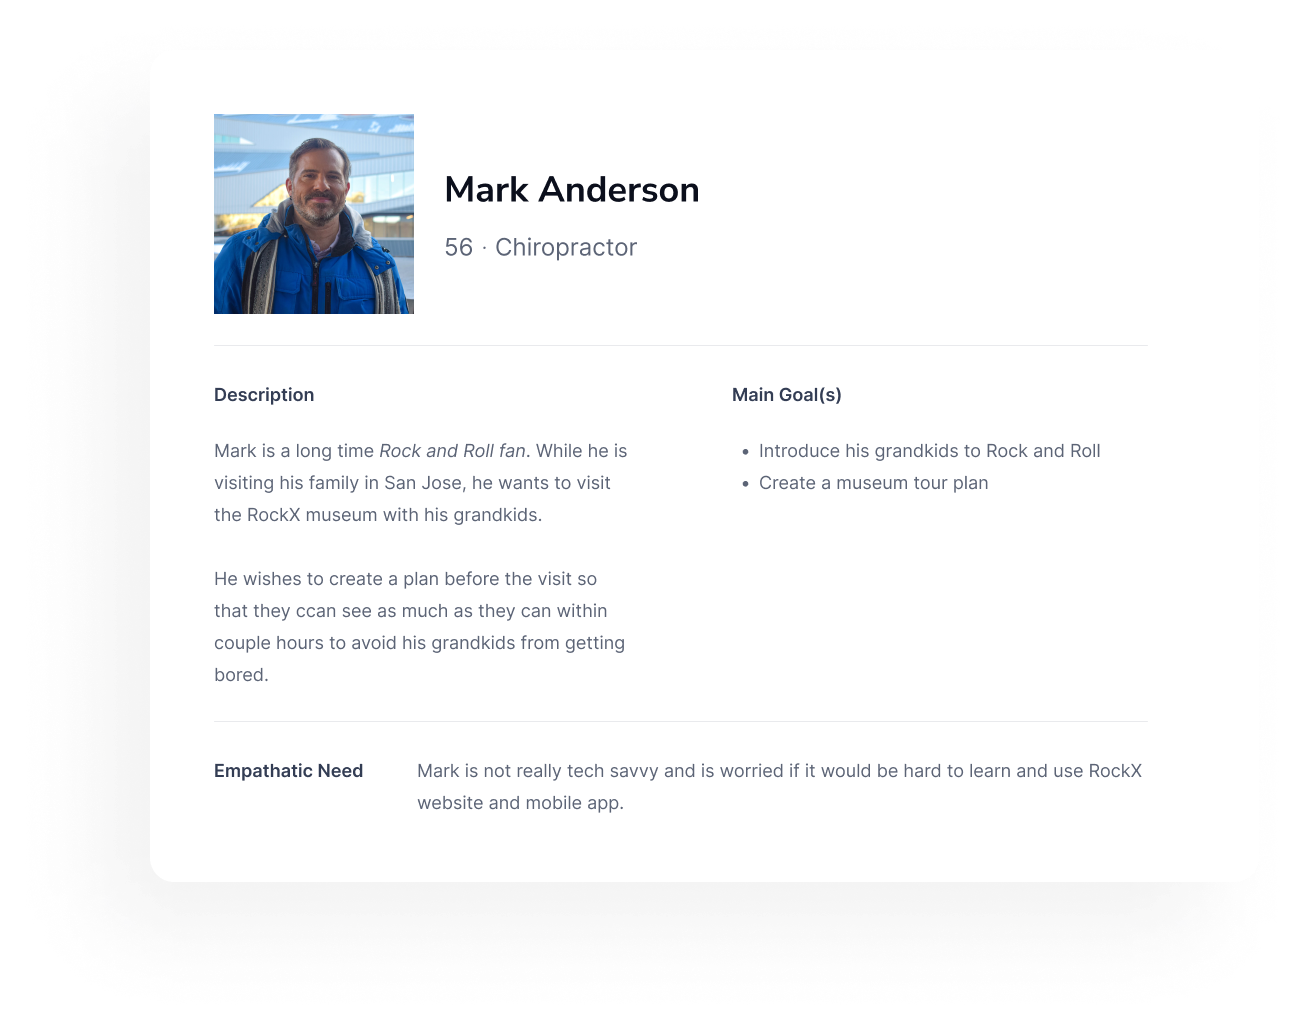 Mark Anderson
56 · Chiropractor
Description
Mark is a long time Rock and Roll fan. While he is
visiting his family in San Jose, he wants to visit
the RockX museum with his grandkids.
He wishes to create a plan before the visit so
that they ccan see as much as they can within
couple hours to avoid his grandkids from getting
bored.
Main Goal(s)
• Introduce his grandkids to Rock and Roll
• Create a museum tour plan
Empathatic Need
Mark is not really tech savvy and is worried if it would be hard to learn and use RockX
website and mobile app.